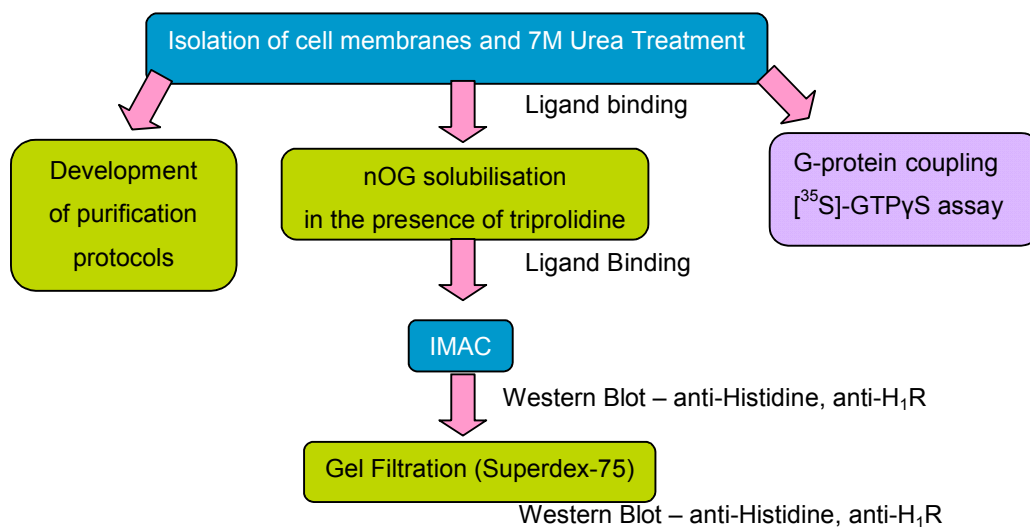 Isolation of cell membranes and 7M Urea Treatment
Ligand binding
Development
of purification
protocols
nOG solubilisation
in the presence of triprolidine
G-protein coupling
[³⁵S]-GTPγS assay
Ligand Binding
IMAC
Western Blot – anti-Histidine, anti-H₁R
Gel Filtration (Superdex-75)
Western Blot – anti-Histidine, anti-H₁R